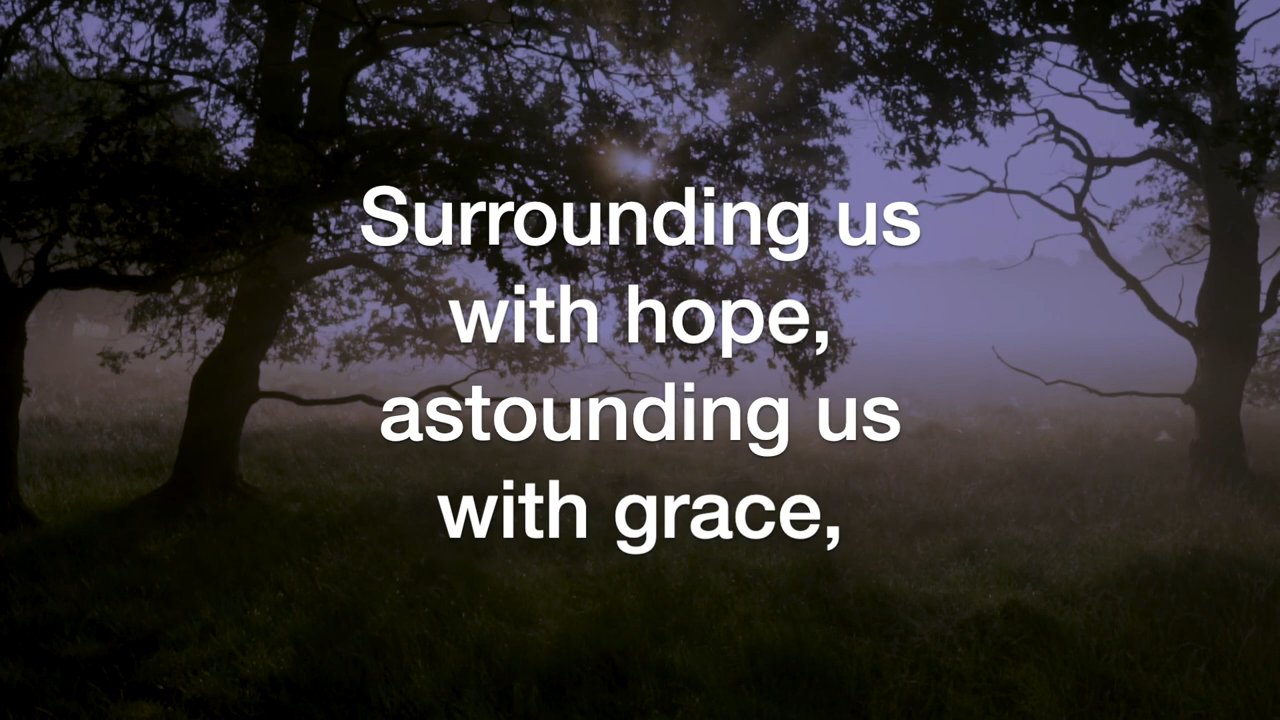 Surrounding us
with hope,
astounding us
with grace,